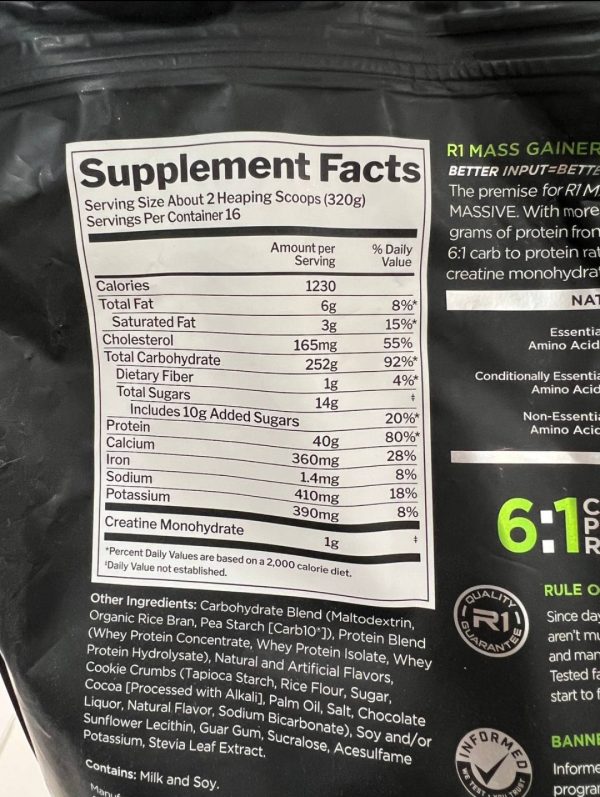 Supplement Facts
Serving Size About 2 Heaping Scoops (320g)
Servings Per Container 16
Amount per Serving % Daily Value
Calories 1230
Total Fat 6g 8%*
Saturated Fat 3g 15%*
Cholesterol 165mg 55%
Total Carbohydrate 252g 92%*
Dietary Fiber 1g 4%*
Total Sugars 14g ‡
Includes 10g Added Sugars 20%*
Protein 40g 80%*
Calcium 360mg 28%
Iron 1.4mg 8%
Sodium 410mg 18%
Potassium 390mg 8%
Creatine Monohydrate 1g ‡
*Percent Daily Values are based on a 2,000 calorie diet.
‡Daily Value not established.
Other Ingredients: Carbohydrate Blend (Maltodextrin,
Organic Rice Bran, Pea Starch [Carb10®]), Protein Blend
(Whey Protein Concentrate, Whey Protein Isolate, Whey
Protein Hydrolysate), Natural and Artificial Flavors,
Cookie Crumbs (Tapioca Starch, Rice Flour, Sugar,
Cocoa [Processed with Alkali], Palm Oil, Salt, Chocolate
Liquor, Natural Flavor, Sodium Bicarbonate), Soy and/or
Sunflower Lecithin, Guar Gum, Sucralose, Acesulfame
Potassium, Stevia Leaf Extract.
Contains: Milk and Soy.
R1 MASS GAINER
BETTER INPUT=BETTE
The premise for R1 M
MASSIVE. With more
grams of protein fron
6:1 carb to protein rat
creatine monohydra
NAT
Essentia
Amino Acid
Conditionally Essentia
Amino Acid
Non-Essentia
Amino Acid
6:1 C
P
R
QUALITY
R1
GUARANTEE
RULE O
Since day
aren't mu
and man
Tested fa
start to f
INFORMED
WE TEST YOU TRUST
BANNE
Informe
progra